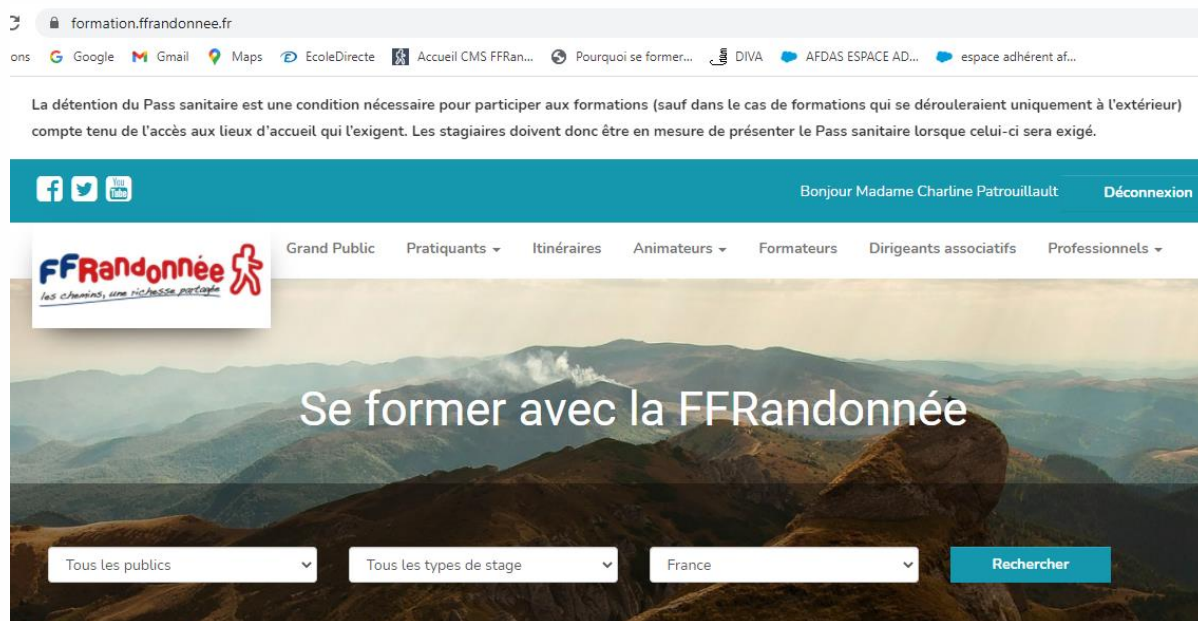 formation.ffrandonnee.fr
ons Google Gmail Maps EcoleDirecte Accueil CMS FFRan... Pourquoi se former... DIVA AFDAS ESPACE AD... espace adhérent af...
La détention du Pass sanitaire est une condition nécessaire pour participer aux formations (sauf dans le cas de formations qui se dérouleraient uniquement à l'extérieur)
compte tenu de l'accès aux lieux d'accueil qui l'exigent. Les stagiaires doivent donc être en mesure de présenter le Pass sanitaire lorsque celui-ci sera exigé.
You Tube Bonjour Madame Charline Patrouillault Déconnexion
Grand Public Pratiquants Itinéraires Animateurs Formateurs Dirigeants associatifs Professionnels
FFRandonnée
les chemins, une richesse partagée
Se former avec la FFRandonnée
Tous les publics Tous les types de stage France Rechercher